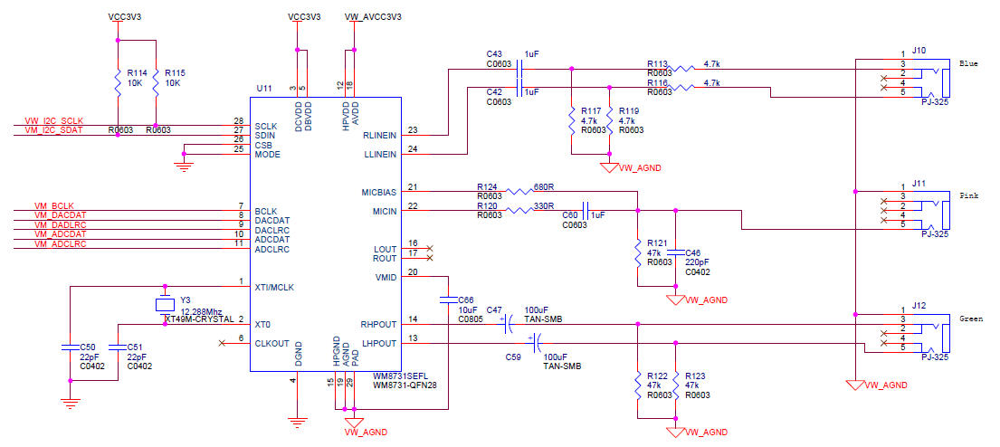 VCC3V3
VCC3V3
VW_AVCC3V3
R114
10K
R115
10K
R0603
R0603
VW_I2C_SCLK
VM_I2C_SDAT
VM_BCLK
VM_DACDAT
VM_DADLRC
VM_ADCDAT
VM_ADCLRC
U11
3
5
12
18
DCVDD
DBVDD
HPVDD
AVDD
28
SCLK
27
SDIN
26
CSB
25
MODE
7
BCLK
8
DACDAT
9
DACLRC
10
ADCDAT
11
ADCLRC
1
XTI/MCLK
2
XT0
6
CLKOUT
Y3
12.288Mhz
XT49M-CRYSTAL
C50
22pF
C0402
C51
22pF
C0402
RLINEIN
23
LLINEIN
24
MICBIAS
21
MICIN
22
LOUT
16
ROUT
17
VMID
20
RHPOUT
14
LHPOUT
13
DGND
4
HPGND
AGND
PAD
15
19
29
WM8731SEFL
WM8731-QFN28
VW_AGND
C43
C0603
1uF
C42
C0603
1uF
R113
R0603
4.7k
R116
R0603
4.7k
R117
4.7k
R0603
R119
4.7k
R0603
VW_AGND
R124
R0603
680R
R120
R0603
330R
C60
C0603
1uF
R121
47k
R0603
C46
220pF
C0402
VW_AGND
C66
10uF
C0805
C47
100uF
TAN-SMB
C59
100uF
TAN-SMB
R122
47k
R0603
R123
47k
R0603
VW_AGND
J10
1
3
2
4
5
PJ-325
Blue
J11
1
3
2
4
5
PJ-325
Pink
J12
1
3
2
4
5
PJ-325
Green
VW_AGND